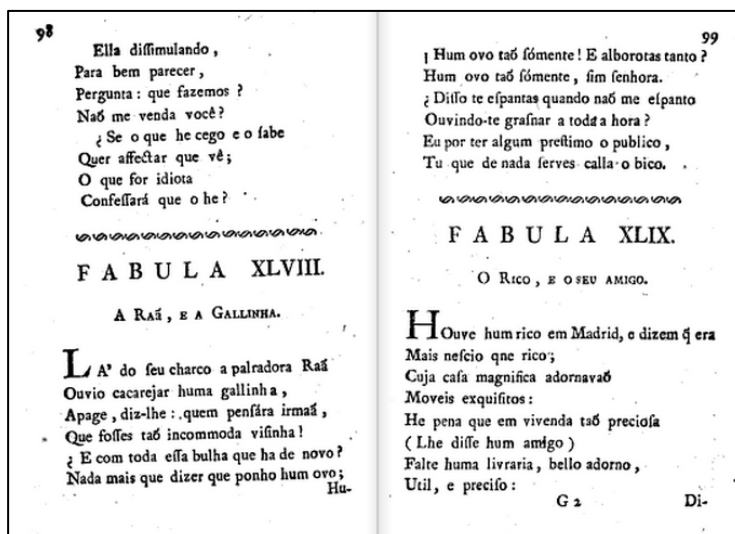 98
Ella diſſimulando,
Para bem parecer,
Pergunta: que fazemos?
Naõ me venda você?
¿ Se o que he cego e o ſabe
Quer affectar que vê;
O que for idiota
Confeſſará que o he?
FABULA XLVIII.
A RAÃ, E A GALLINHA.
LA' do ſeu charco a palradora Raã
Ouvio cacarejar huma gallinha,
Apage, diz-lhe: quem penſára irmaã,
Que foſſes taõ incommoda viſinha!
¿ E com toda eſſa bulha que ha de novo?
Nada mais que dizer que ponho hum ovo;
Hu-
99
¡ Hum ovo taõ ſómente! E alborotas tanto?
Hum ovo taõ ſómente, ſim ſenhora.
¿ Diſſo te eſpantas quando naõ me eſpanto
Ouvindo-te graſnar a toda a hora?
Eu por ter algum preſtimo o publico,
Tu que de nada ſerves calla o bico.
FABULA XLIX.
O RICO, E O SEU AMIGO.
HOuve hum rico em Madrid, e dizem q̃ era
Mais neſcio qne rico;
Cuja caſa magnifica adornavaõ
Moveis exquiſitos:
He pena que em vivenda taõ precioſa
( Lhe diſſe hum amigo )
Falte huma livraria, bello adorno,
Util, e preciſo:
G 2
Di-